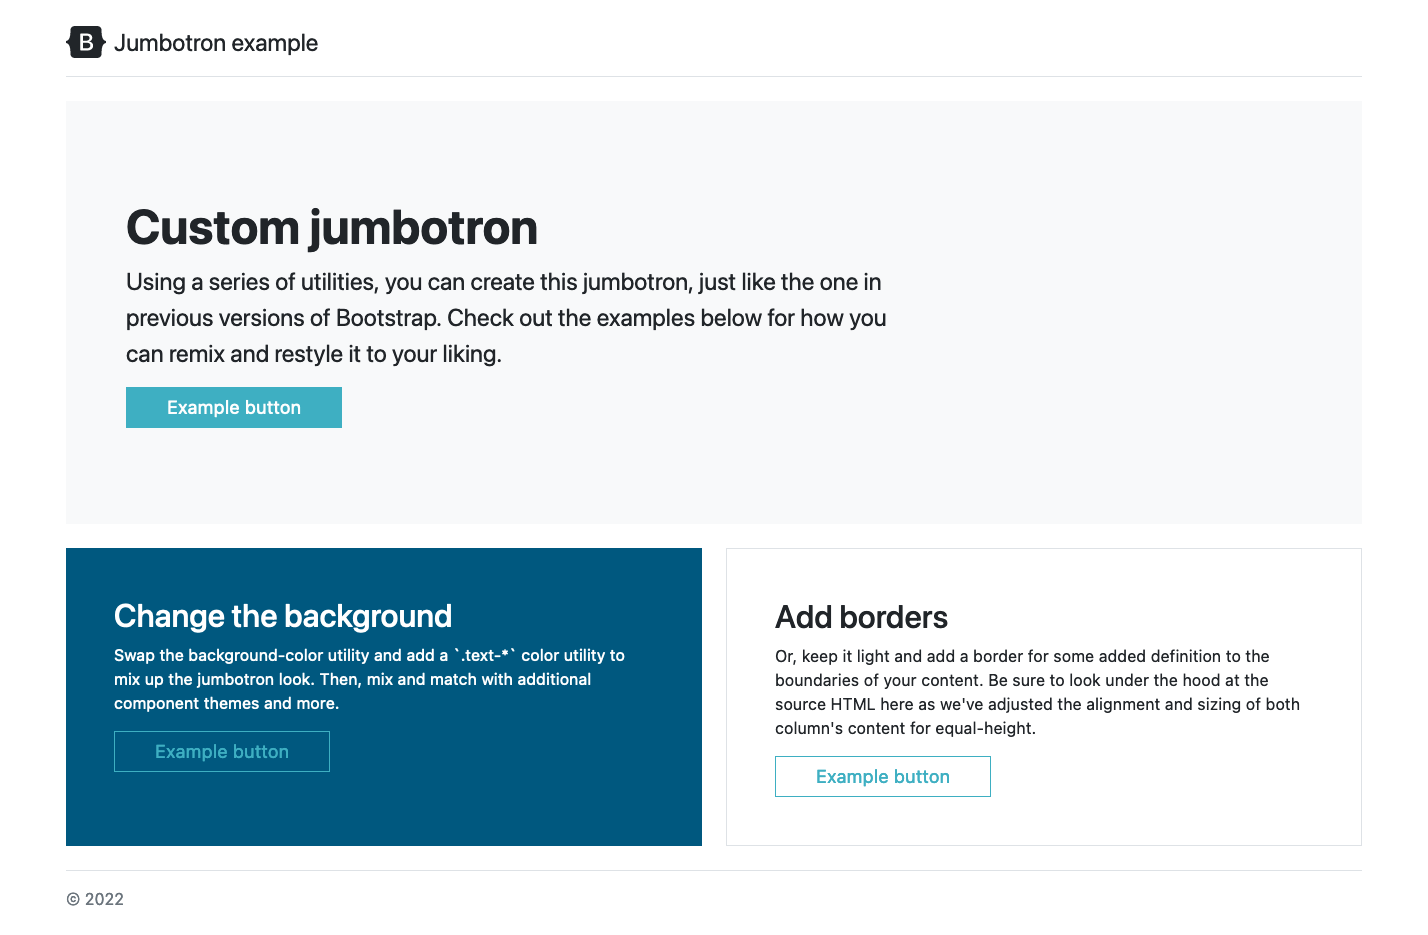 B Jumbotron example
Custom jumbotron
Using a series of utilities, you can create this jumbotron, just like the one in
previous versions of Bootstrap. Check out the examples below for how you
can remix and restyle it to your liking.
Example button
Change the background
Swap the background-color utility and add a `.text-*` color utility to
mix up the jumbotron look. Then, mix and match with additional
component themes and more.
Example button
Add borders
Or, keep it light and add a border for some added definition to the
boundaries of your content. Be sure to look under the hood at the
source HTML here as we've adjusted the alignment and sizing of both
column's content for equal-height.
Example button
© 2022